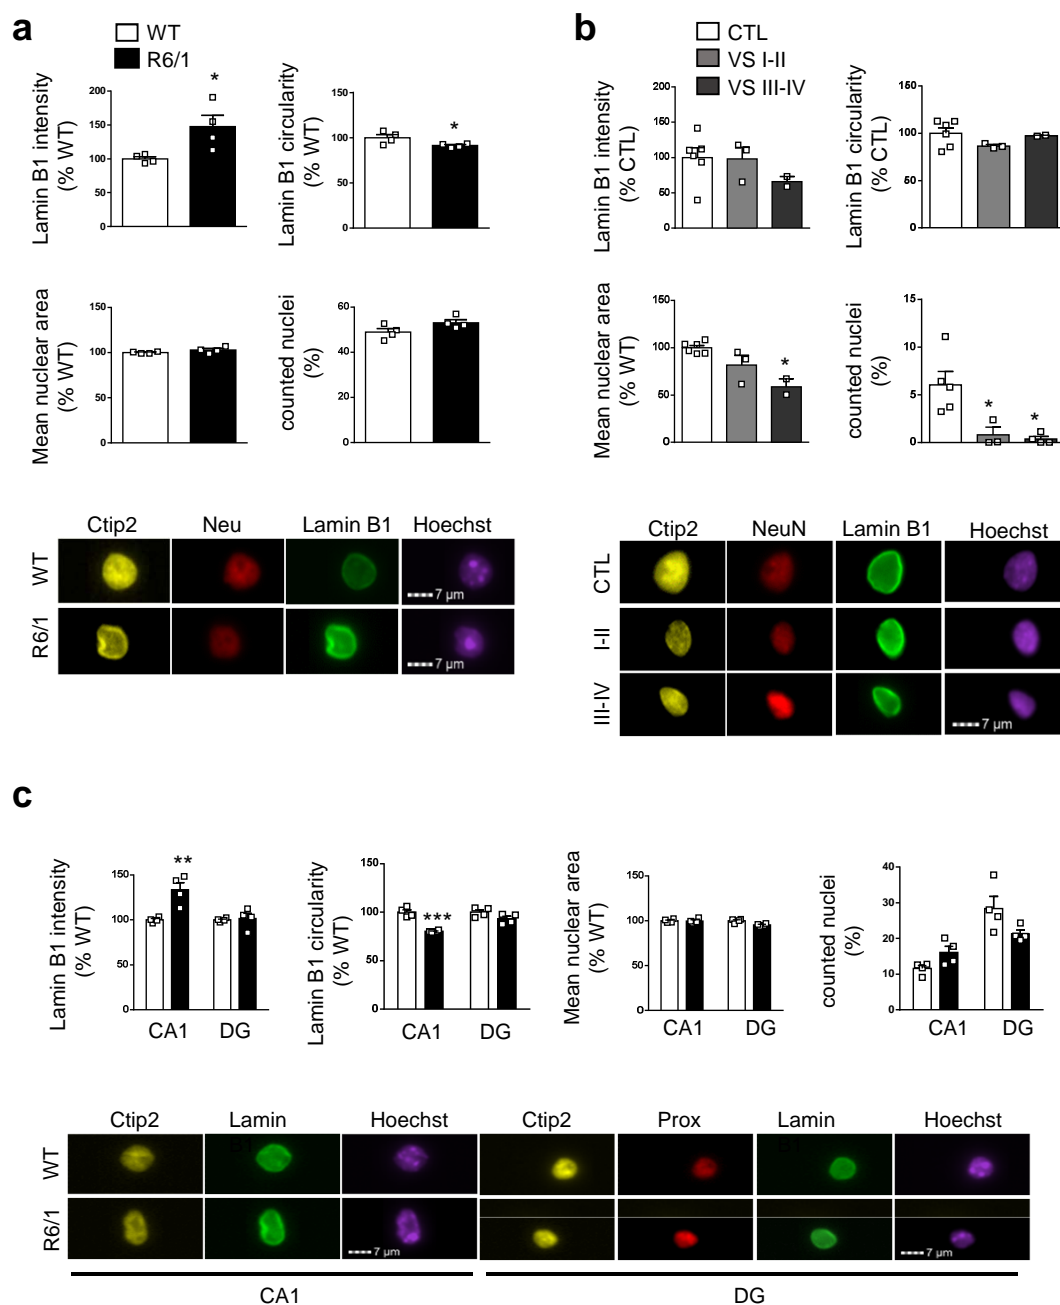 a
WT
R6/1
Lamin B1 intensity
(% WT)
200
150
100
50
0
*
Lamin B1 circularity
(% WT)
150
100
50
0
*
Mean nuclear area
(% WT)
150
100
50
0
counted nuclei
(%)
60
40
20
0
Ctip2 Neu Lamin B1 Hoechst
WT
7 µm
R6/1
7 µm
b
CTL
VS I-II
VS III-IV
Lamin B1 intensity
(% CTL)
200
150
100
50
0
Lamin B1 circularity
(% CTL)
150
100
50
0
Mean nuclear area
(% WT)
150
100
50
0
*
counted nuclei
(%)
15
10
5
0
* *
Ctip2 NeuN Lamin B1 Hoechst
CTL
I-II
III-IV
7 µm
c
Lamin B1 intensity
(% WT)
150
100
50
0
**
CA1 DG
Lamin B1 circularity
(% WT)
150
100
50
0
***
CA1 DG
Mean nuclear area
(% WT)
150
100
50
0
CA1 DG
counted nuclei
(%)
40
30
20
10
0
CA1 DG
Ctip2 Lamin B1 Hoechst Ctip2 Prox Lamin B1 Hoechst
WT
R6/1
7 µm 7 µm
CA1 DG